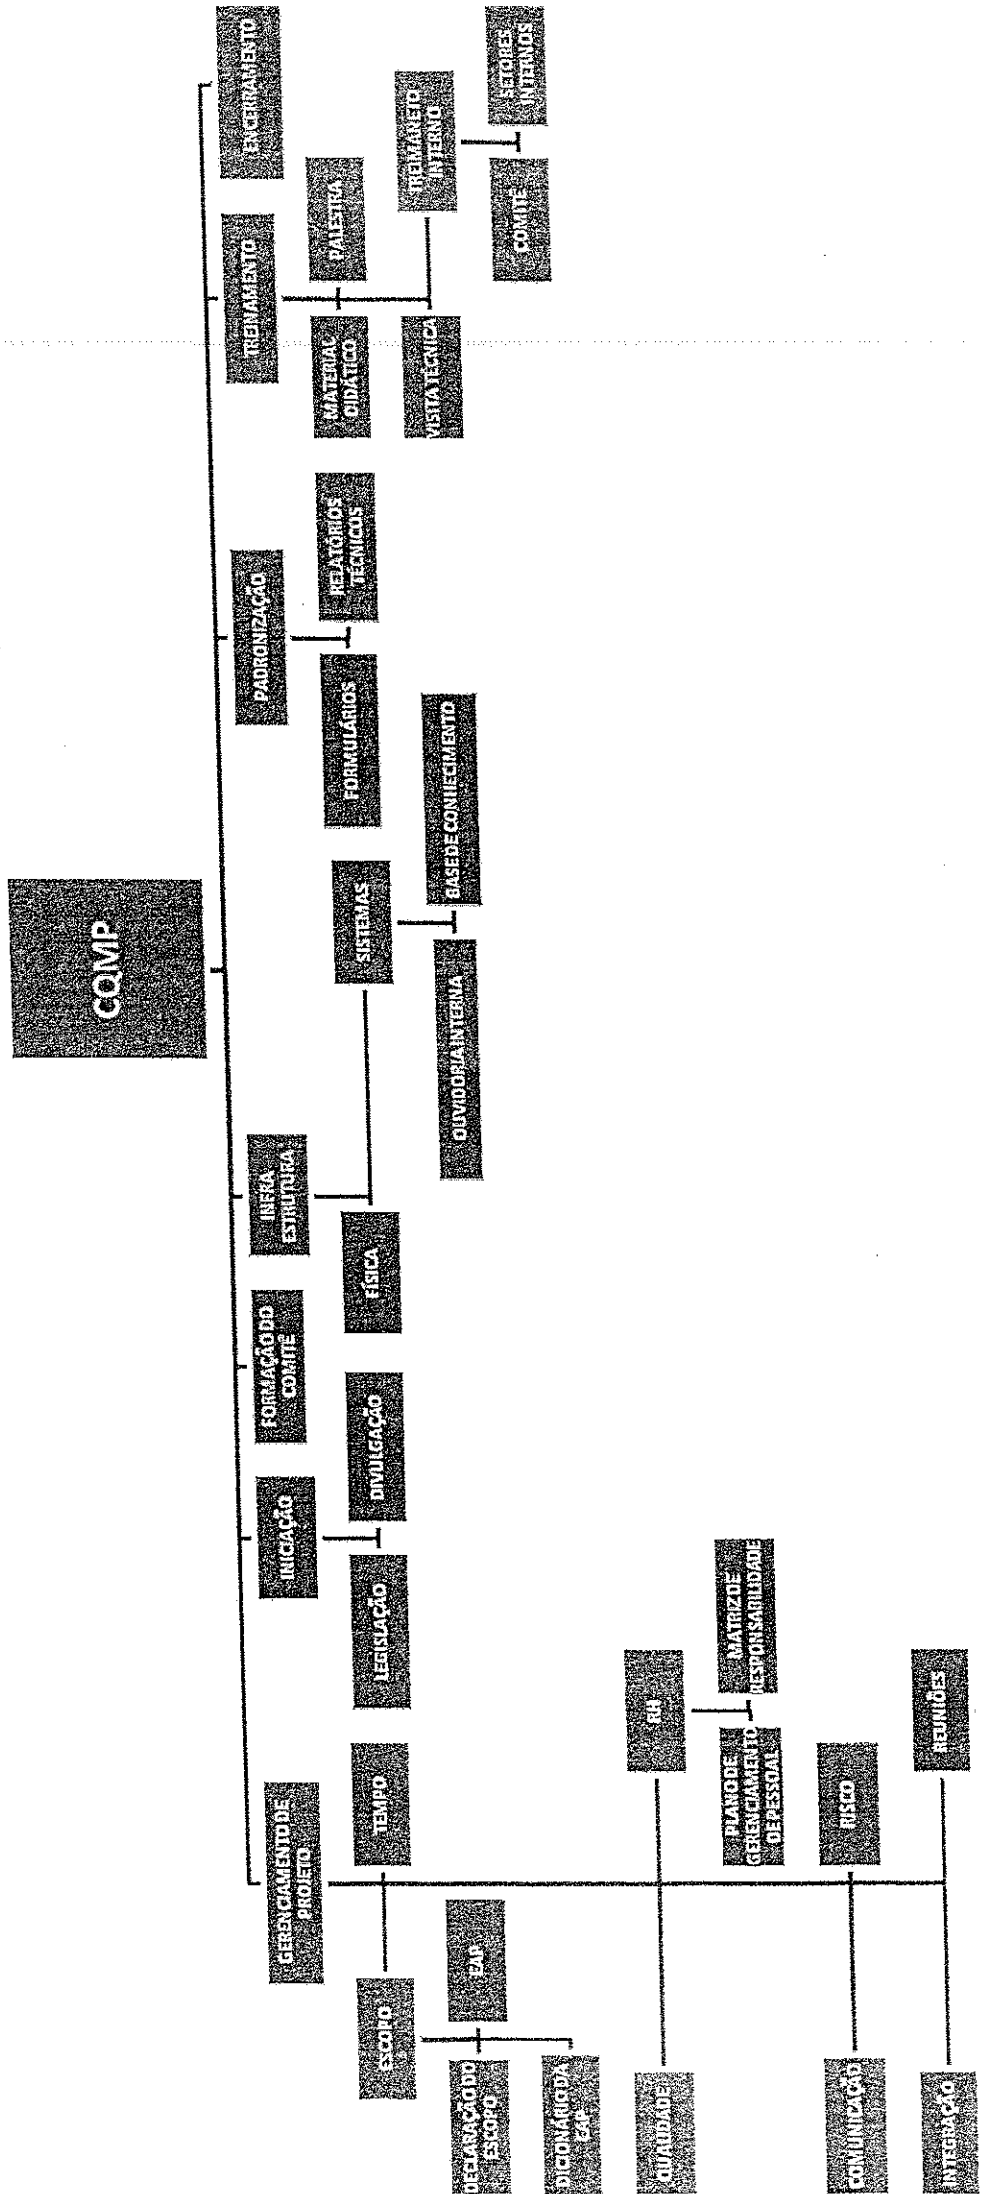 CQMP
GERENCIAMENTO DE
PROJETO
INICIAÇÃO
FORMAÇÃO DO
COMITÊ
INFRA
ESTRUTURA
PADRONIZAÇÃO
TREINAMENTO
ENCERRAMENTO
ESCOPO
TEMPO
LEGISLAÇÃO
DIVULGAÇÃO
FÍSICA
SISTEMAS
FORMULÁRIOS
RELATÓRIOS
TÉCNICOS
MATERIAL
DIDÁTICO
PALESTRA
DECLARAÇÃO DO
ESCOPO
EAP
OUVIDORIA INTERNA
BASE DE CONHECIMENTO
VISITA TÉCNICA
TREIMANETO
INTERNO
DICIONÁRIO DA
EAP
COMITÊ
SETORES
INTERNOS
QUALIDADE
RH
PLANO DE
GERENCIAMENTO
DE PESSOAL
MATRIZ DE
RESPONSABILIDADE
COMUNICAÇÃO
RISCO
INTEGRAÇÃO
REUNIÕES